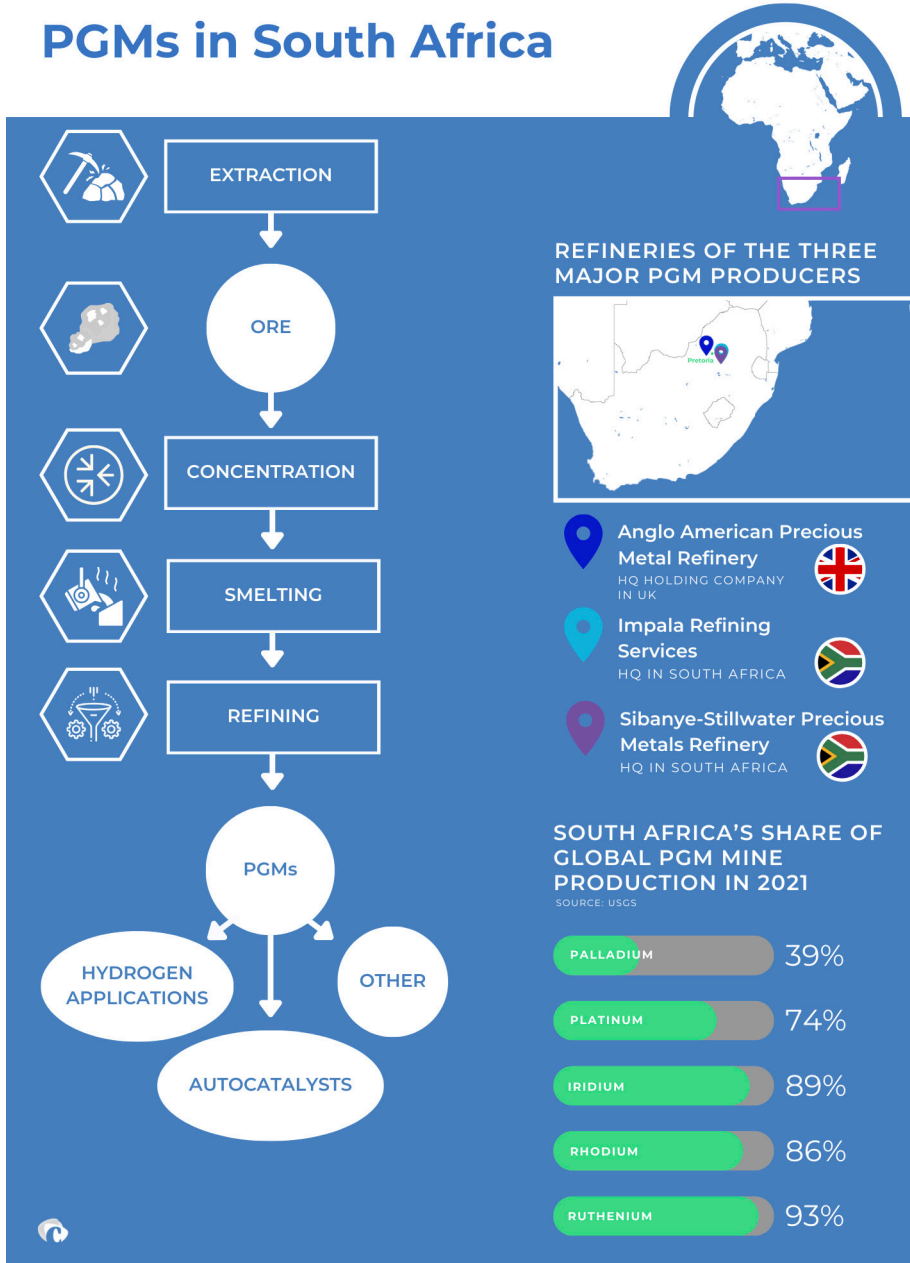 PGMs in South Africa
EXTRACTION
ORE
CONCENTRATION
SMELTING
REFINING
PGMs
HYDROGEN
APPLICATIONS
OTHER
AUTOCATALYSTS
REFINERIES OF THE THREE
MAJOR PGM PRODUCERS
Pretoria
Anglo American Precious
Metal Refinery
HQ HOLDING COMPANY
IN UK
Impala Refining
Services
HQ IN SOUTH AFRICA
Sibanye-Stillwater Precious
Metals Refinery
HQ IN SOUTH AFRICA
SOUTH AFRICA’S SHARE OF
GLOBAL PGM MINE
PRODUCTION IN 2021
SOURCE: USGS
PALLADIUM 39%
PLATINUM 74%
IRIDIUM 89%
RHODIUM 86%
RUTHENIUM 93%